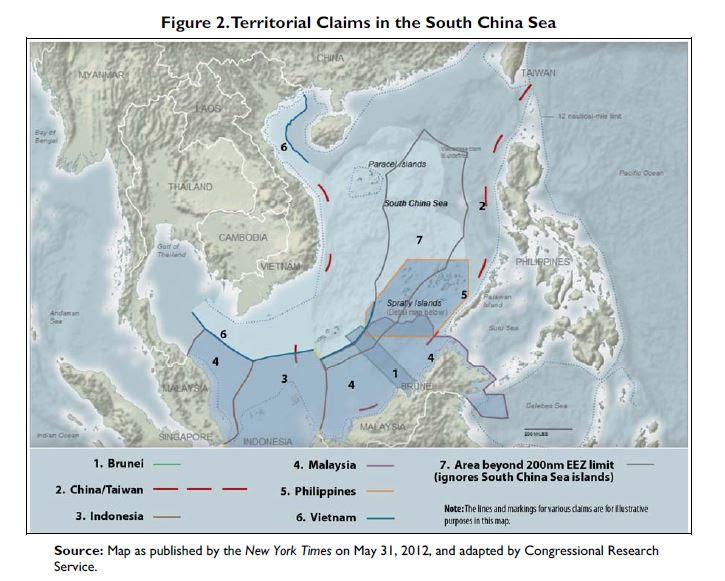 Figure 2. Territorial Claims in the South China Sea
CHINA
TAIWAN
MYANMAR
12 nautical-mile limit
LAOS
Bay of
Bengal
6
Paracel Islands
Pacific Ocean
THAILAND
South China Sea
2
7
CAMBODIA
Gulf of
Thailand
VIETNAM
PHILIPPINES
Spratly Islands
(Detail map below)
5
Palawan
Island
Andaman
Sea
Sulu Sea
6
4
4
3
4
1
BRUNEI
MALAYSIA
Celebes Sea
MALAYSIA
Indian Ocean
SINGAPORE
INDONESIA
200 MILES
1. Brunei
4. Malaysia
7. Area beyond 200nm EEZ limit
(ignores South China Sea islands)
2. China/Taiwan
5. Philippines
3. Indonesia
6. Vietnam
Note: The lines and markings for various claims are for illustrative
purposes in this map.
Source: Map as published by the New York Times on May 31, 2012, and adapted by Congressional Research
Service.